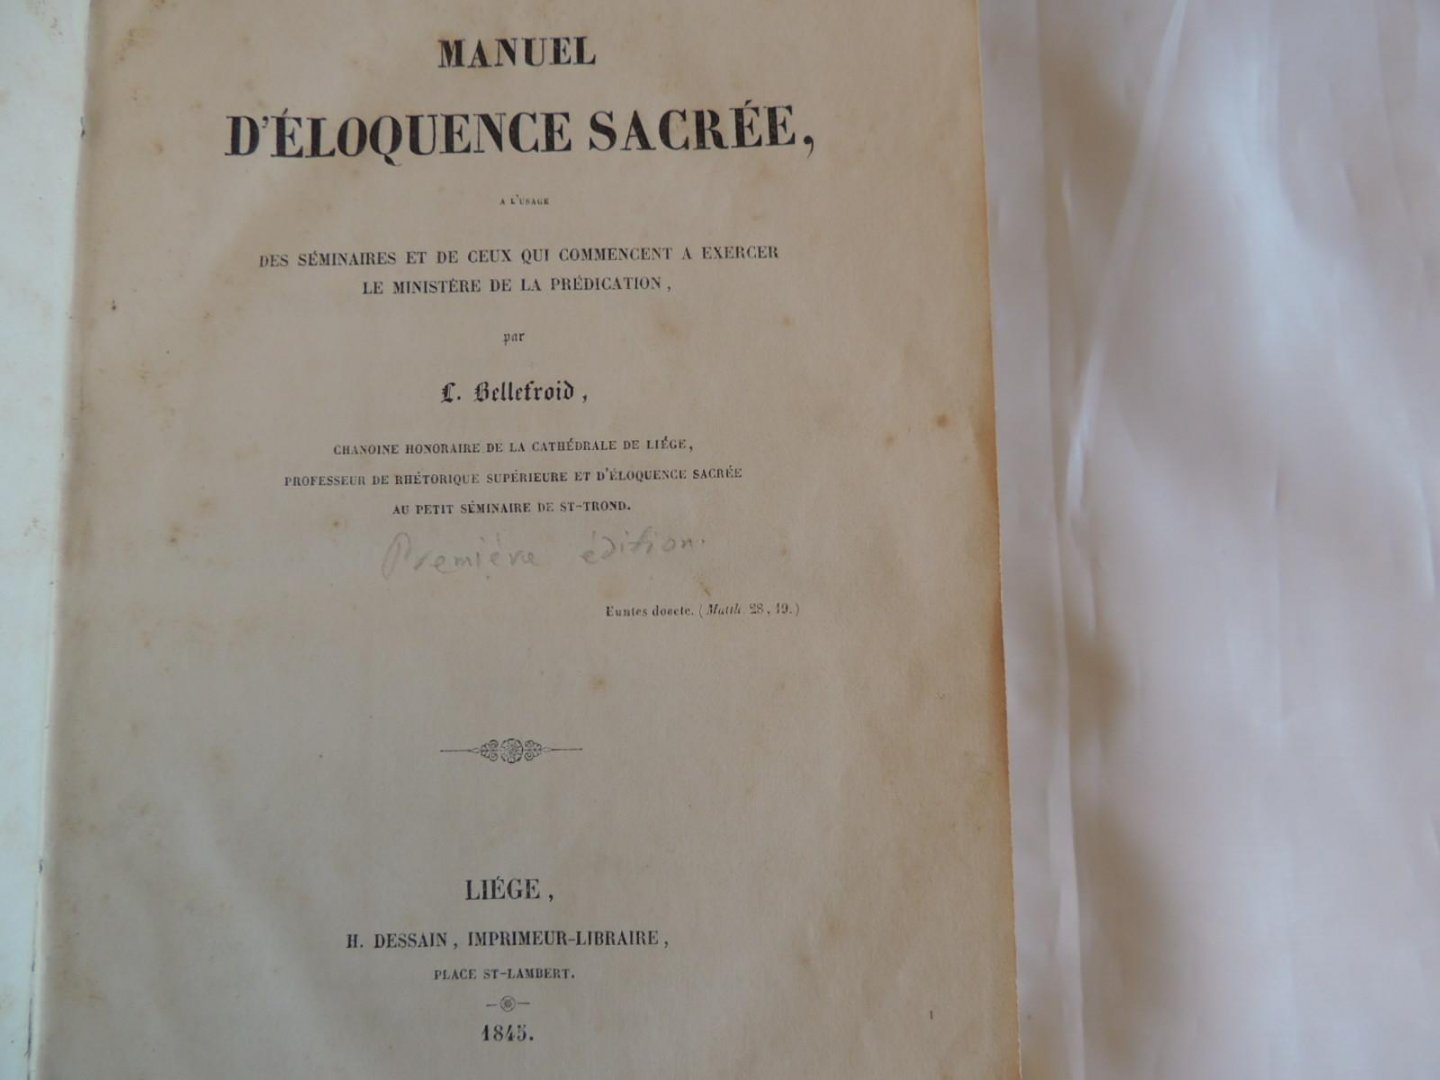 MANUEL
D'ÉLOQUENCE SACRÉE,
A L'USAGE
DES SÉMINAIRES ET DE CEUX QUI COMMENCENT A EXERCER
LE MINISTÈRE DE LA PRÉDICATION,
par
L. Bellefroid,
CHANOINE HONORAIRE DE LA CATHÉDRALE DE LIÉGE,
PROFESSEUR DE RHÉTORIQUE SUPÉRIEURE ET D'ÉLOQUENCE SACRÉE
AU PETIT SÉMINAIRE DE ST-TROND.
Première édition.
Euntes docete. (Matth. 28, 19.)
LIÉGE,
H. DESSAIN, IMPRIMEUR-LIBRAIRE,
PLACE ST-LAMBERT.
1845.